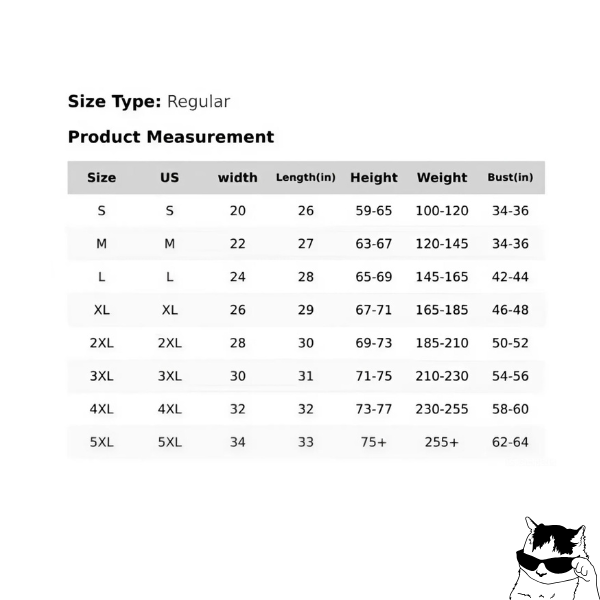 Size Type: Regular
Product Measurement
Size US width Length(in) Height Weight Bust(in)
S S 20 26 59-65 100-120 34-36
M M 22 27 63-67 120-145 34-36
L L 24 28 65-69 145-165 42-44
XL XL 26 29 67-71 165-185 46-48
2XL 2XL 28 30 69-73 185-210 50-52
3XL 3XL 30 31 71-75 210-230 54-56
4XL 4XL 32 32 73-77 230-255 58-60
5XL 5XL 34 33 75+ 255+ 62-64